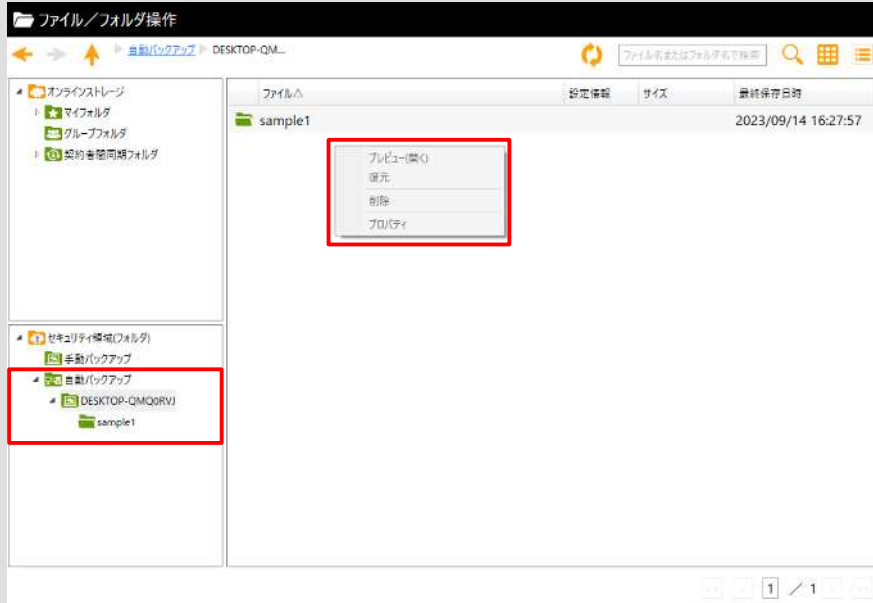 ファイル／フォルダ操作
自動バックアップ DESKTOP-QM...
ファイル名またはフォルダ名で検索
オンラインストレージ
マイフォルダ
グループフォルダ
契約者間同期フォルダ
ファイル△ 設定情報 サイズ 最終保存日時
sample1 2023/09/14 16:27:57
プレビュー(開く)
復元
削除
プロパティ
セキュリティ領域(フォルダ)
手動バックアップ
自動バックアップ
DESKTOP-QMQ0RVJ
sample1
1 ／ 1